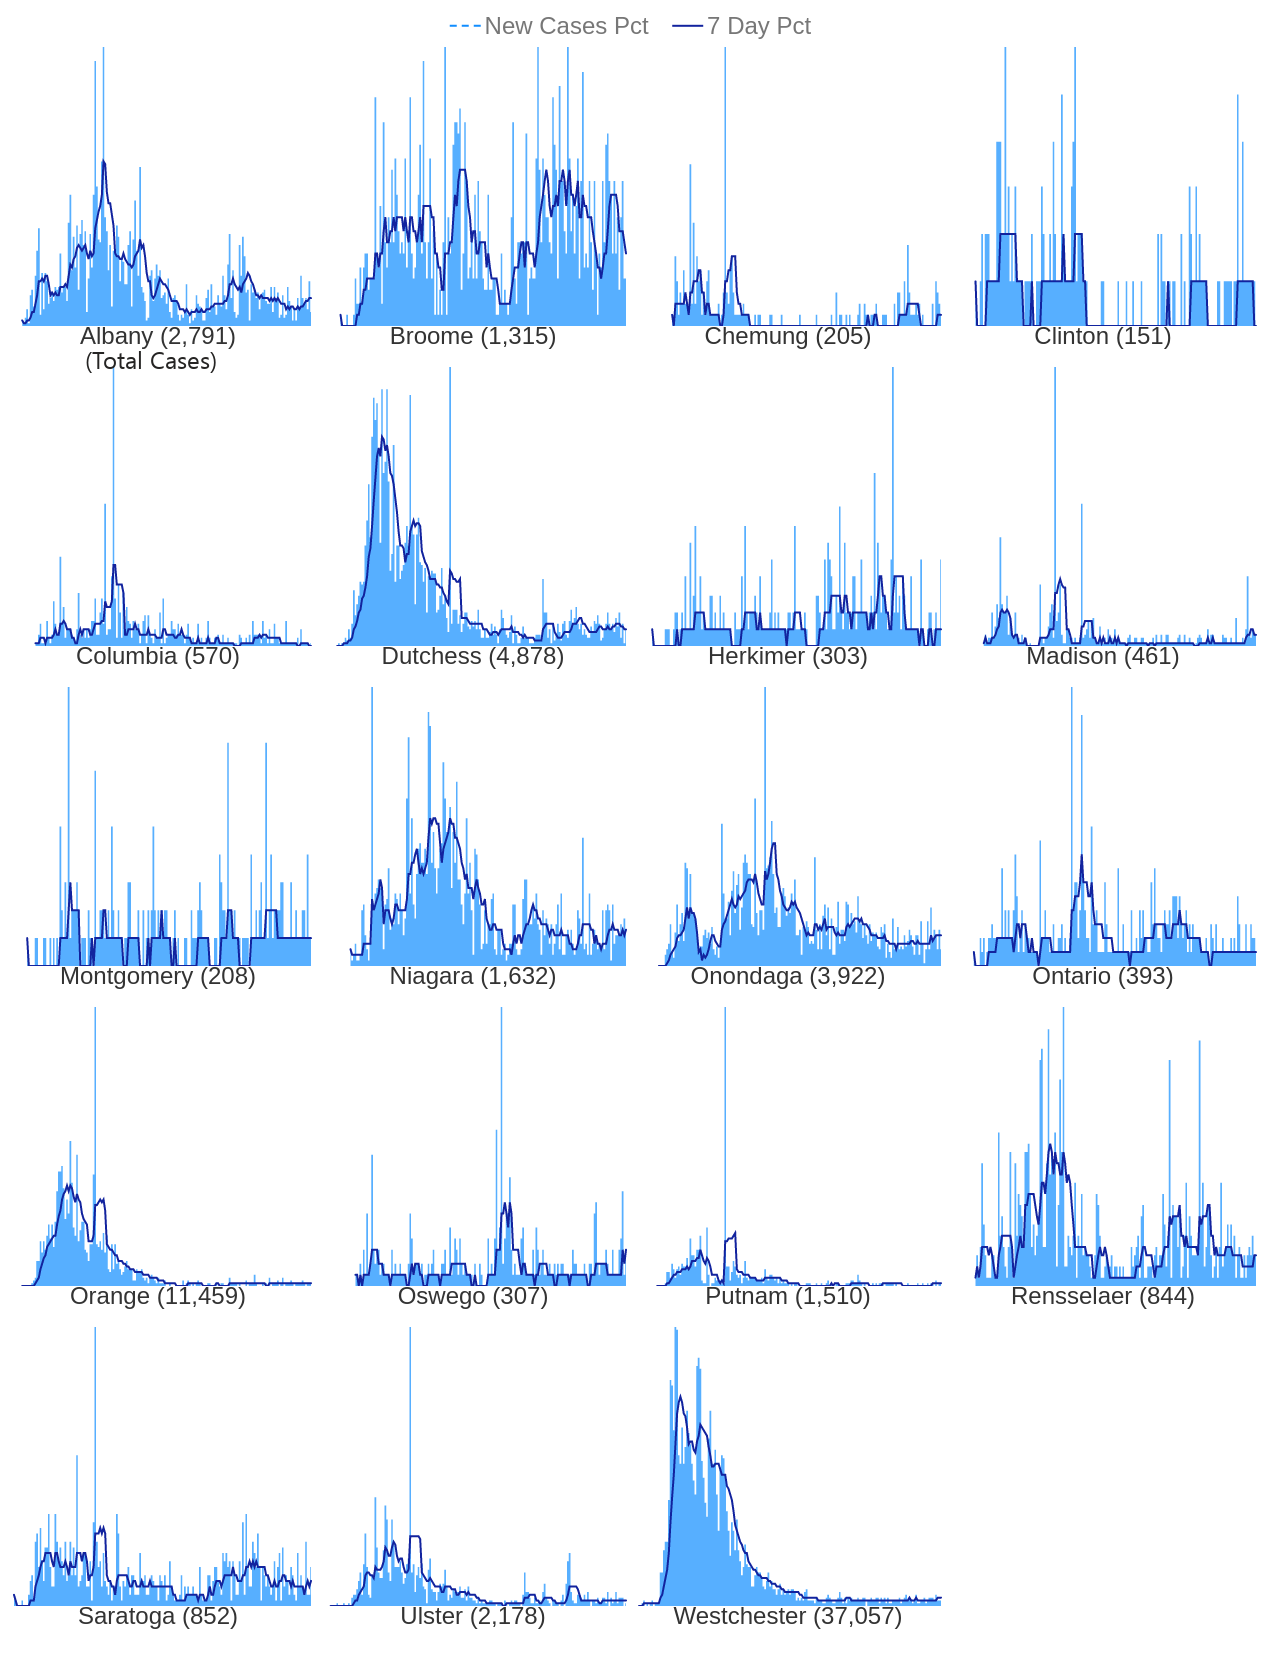 New Cases Pct 7 Day Pct
Albany (2,791) Broome (1,315) Chemung (205) Clinton (151)
(Total Cases)
Columbia (570) Dutchess (4,878) Herkimer (303) Madison (461)
Montgomery (208) Niagara (1,632) Onondaga (3,922) Ontario (393)
Orange (11,459) Oswego (307) Putnam (1,510) Rensselaer (844)
Saratoga (852) Ulster (2,178) Westchester (37,057)